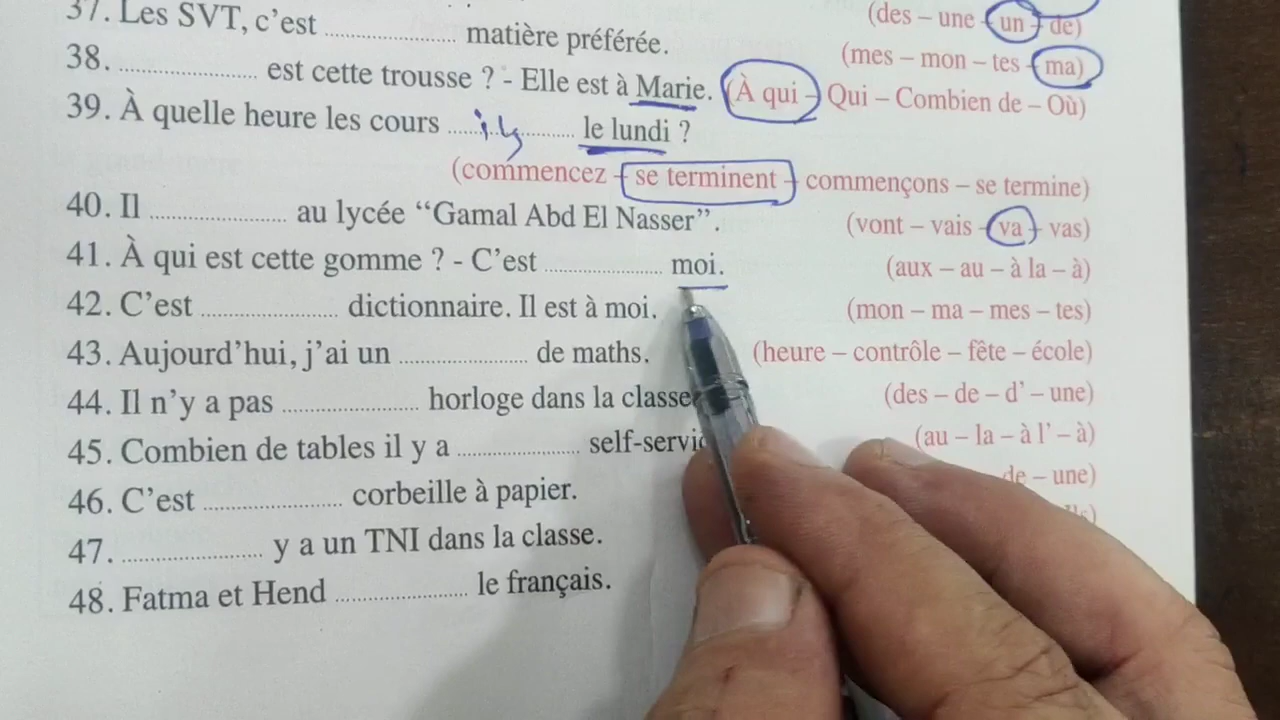 37. Les SVT, c'est .................... matière préférée. (des – une – un – de)
38. .................... est cette trousse ? - Elle est à Marie. (mes – mon – tes – ma)
39. À quelle heure les cours .................... le lundi ? (À qui – Qui – Combien de – Où)
(commencez – se terminent – commençons – se termine)
40. Il .................... au lycée “Gamal Abd El Nasser”. (vont – vais – va – vas)
41. À qui est cette gomme ? - C'est .................... moi. (aux – au – à la – à)
42. C'est .................... dictionnaire. Il est à moi. (mon – ma – mes – tes)
43. Aujourd'hui, j'ai un .................... de maths. (heure – contrôle – fête – école)
44. Il n'y a pas .................... horloge dans la classe (des – de – d' – une)
45. Combien de tables il y a .................... (au – la – à l' – à)
46. C'est .................... corbeille à papier. de – une)
47. .................... y a un TNI dans la classe.
48. Fatma et Hend .................... le français.